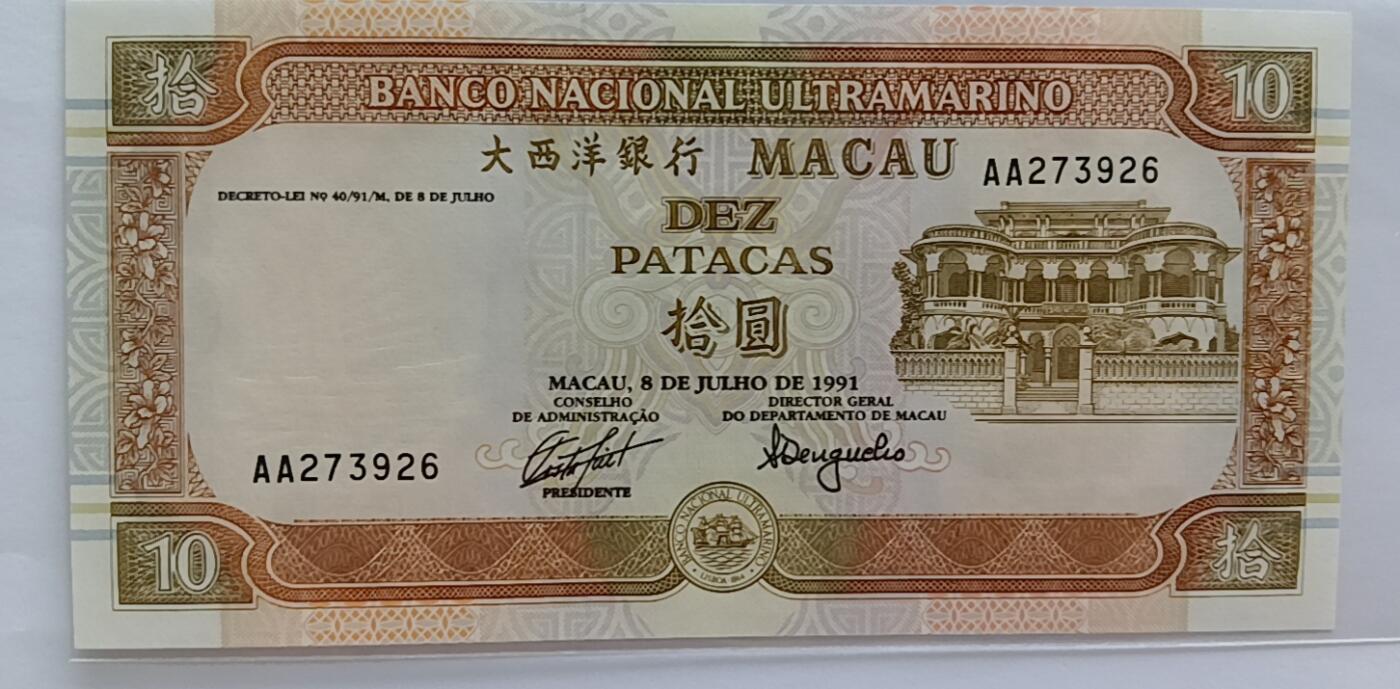 拾
10
BANCO NACIONAL ULTRAMARINO
大西洋銀行 MACAU AA273926
DECRETO-LEI Nº 40/91/M, DE 8 DE JULHO
DEZ
PATACAS
拾圓
MACAU, 8 DE JULHO DE 1991
CONSELHO
DE ADMINISTRAÇÃO
DIRECTOR GERAL
DO DEPARTAMENTO DE MACAU
AA273926
PRESIDENTE
BANCO NACIONAL ULTRAMARINO
LISBOA 1864
10
拾